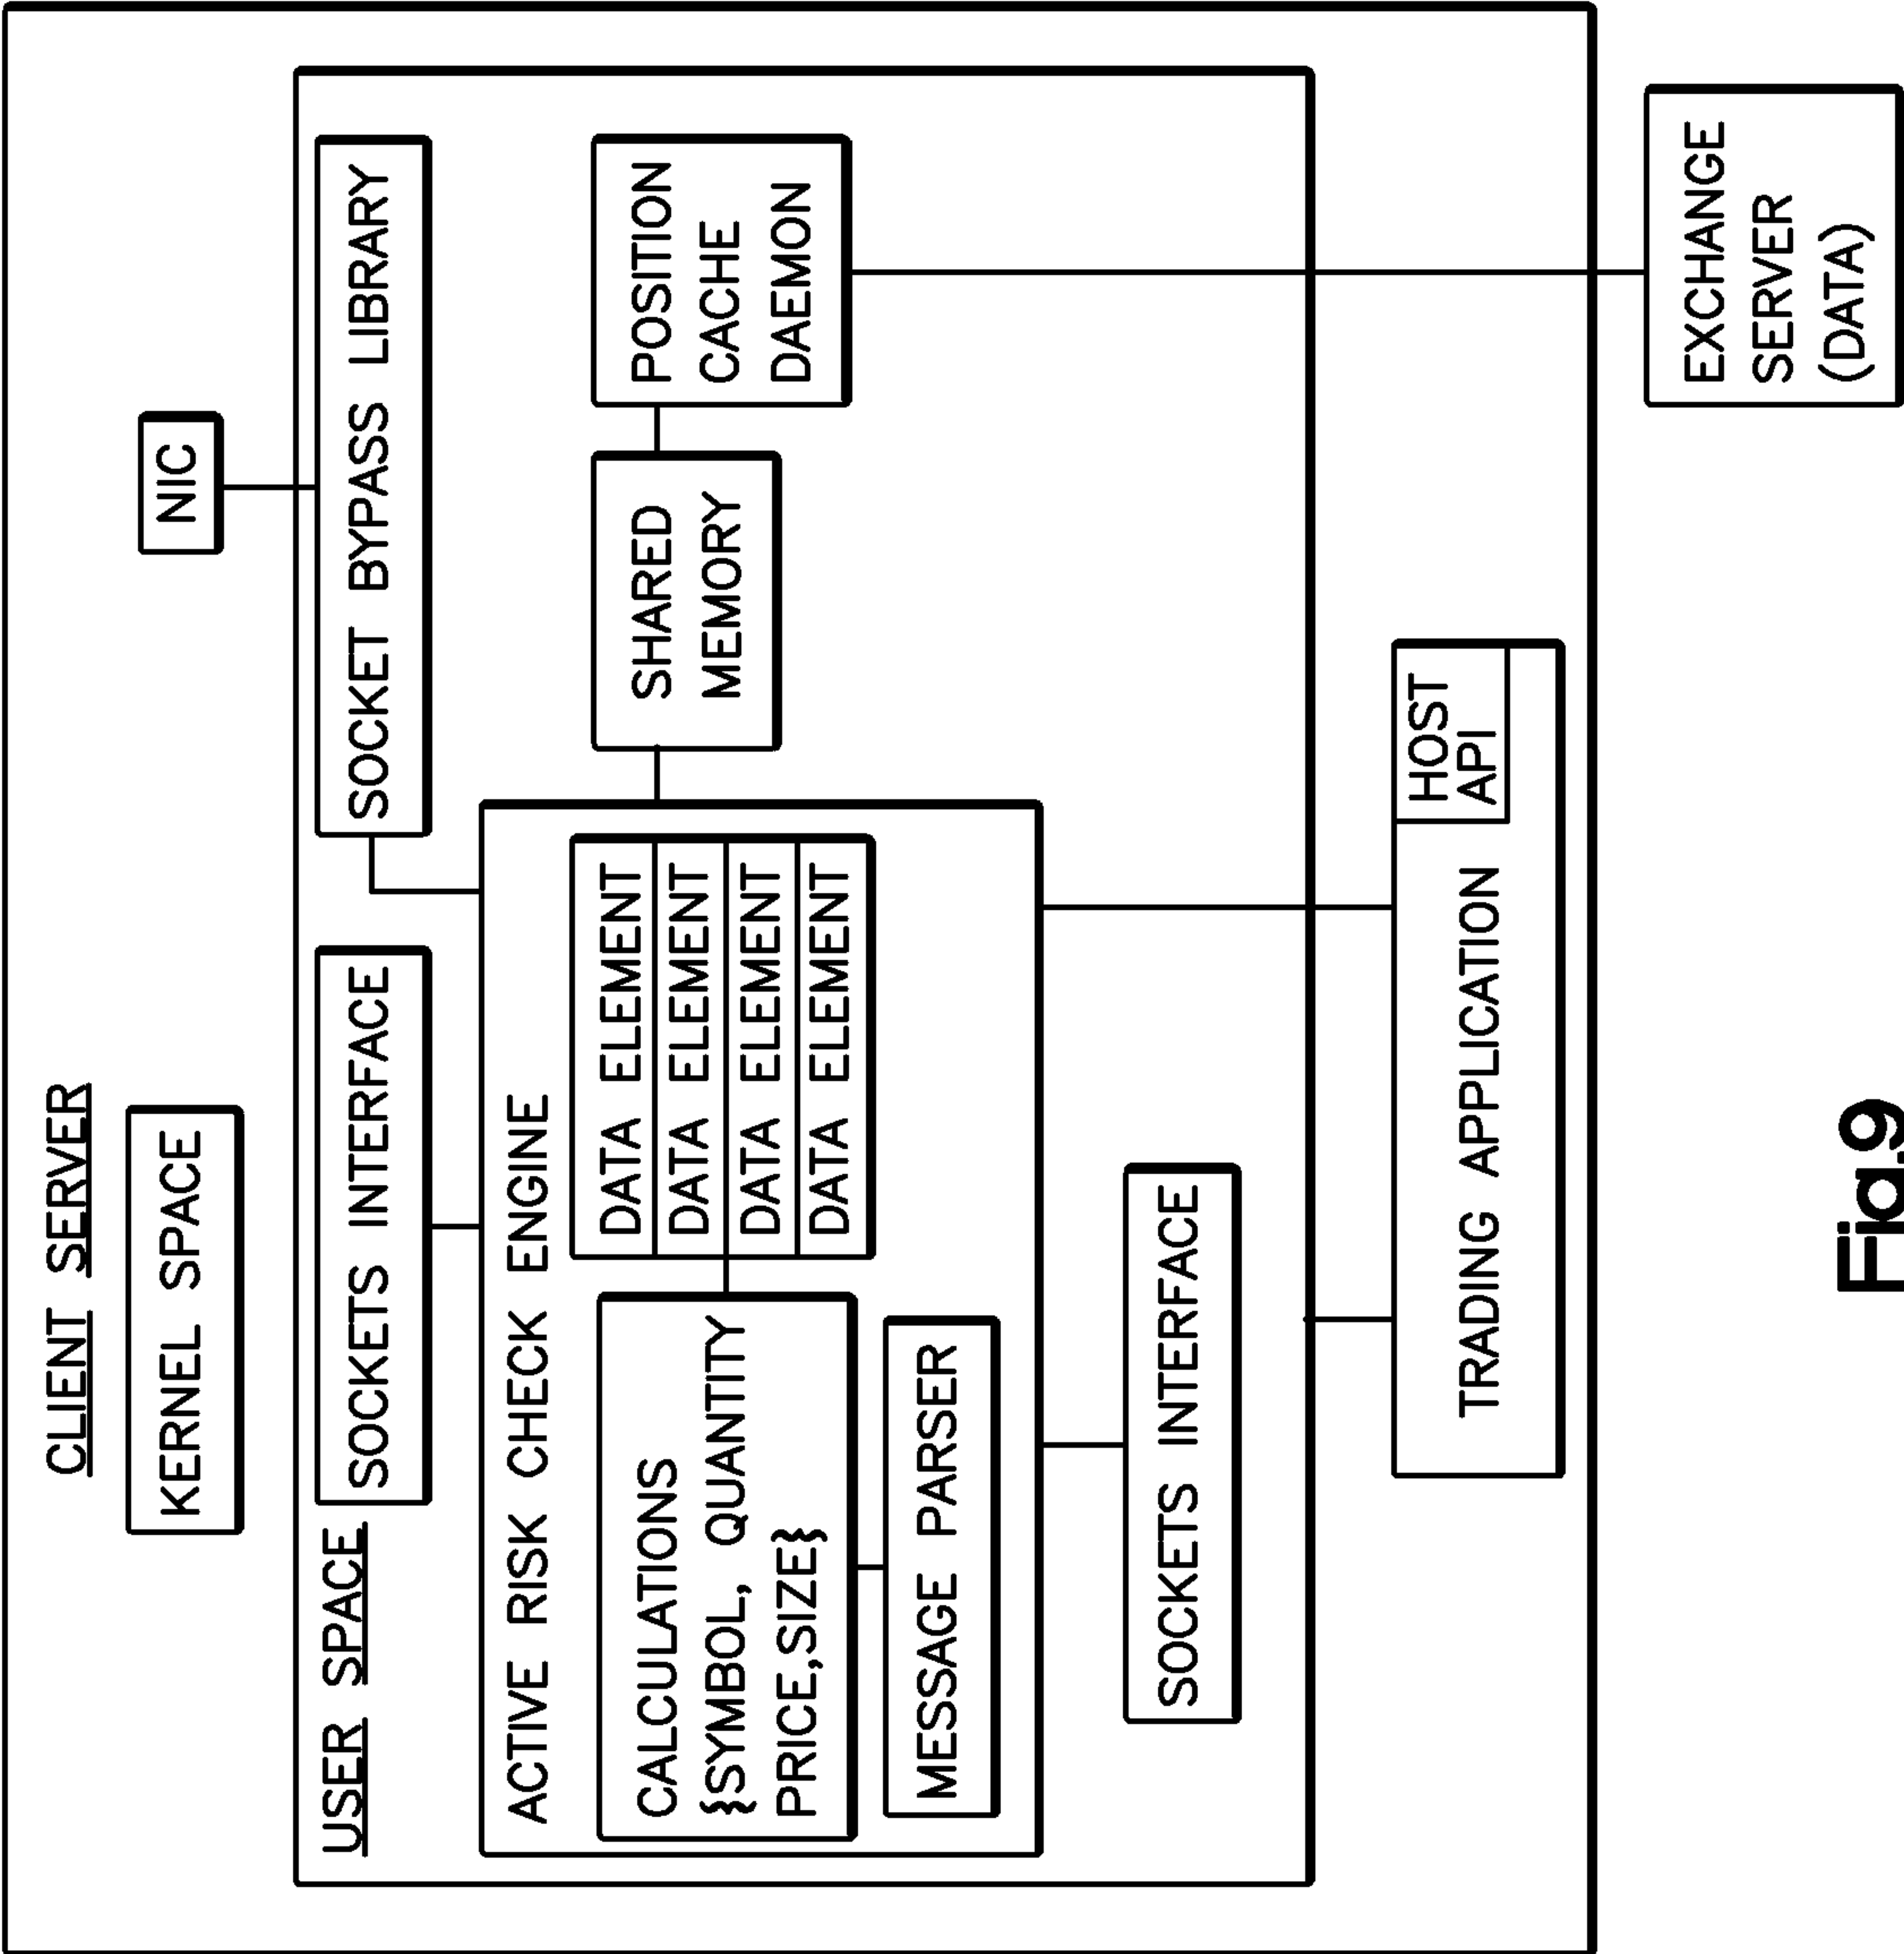 CLIENT SERVER
KERNEL SPACE
NIC
USER SPACE
SOCKETS INTERFACE
SOCKET BYPASS LIBRARY
ACTIVE RISK CHECK ENGINE
CALCULATIONS
{SYMBOL, QUANTITY
PRICE,SIZE}
MESSAGE PARSER
DATA ELEMENT
DATA ELEMENT
DATA ELEMENT
DATA ELEMENT
SHARED
MEMORY
POSITION
CACHE
DAEMON
SOCKETS INTERFACE
TRADING APPLICATION
HOST
API
EXCHANGE
SERVER
(DATA)
Fig.9